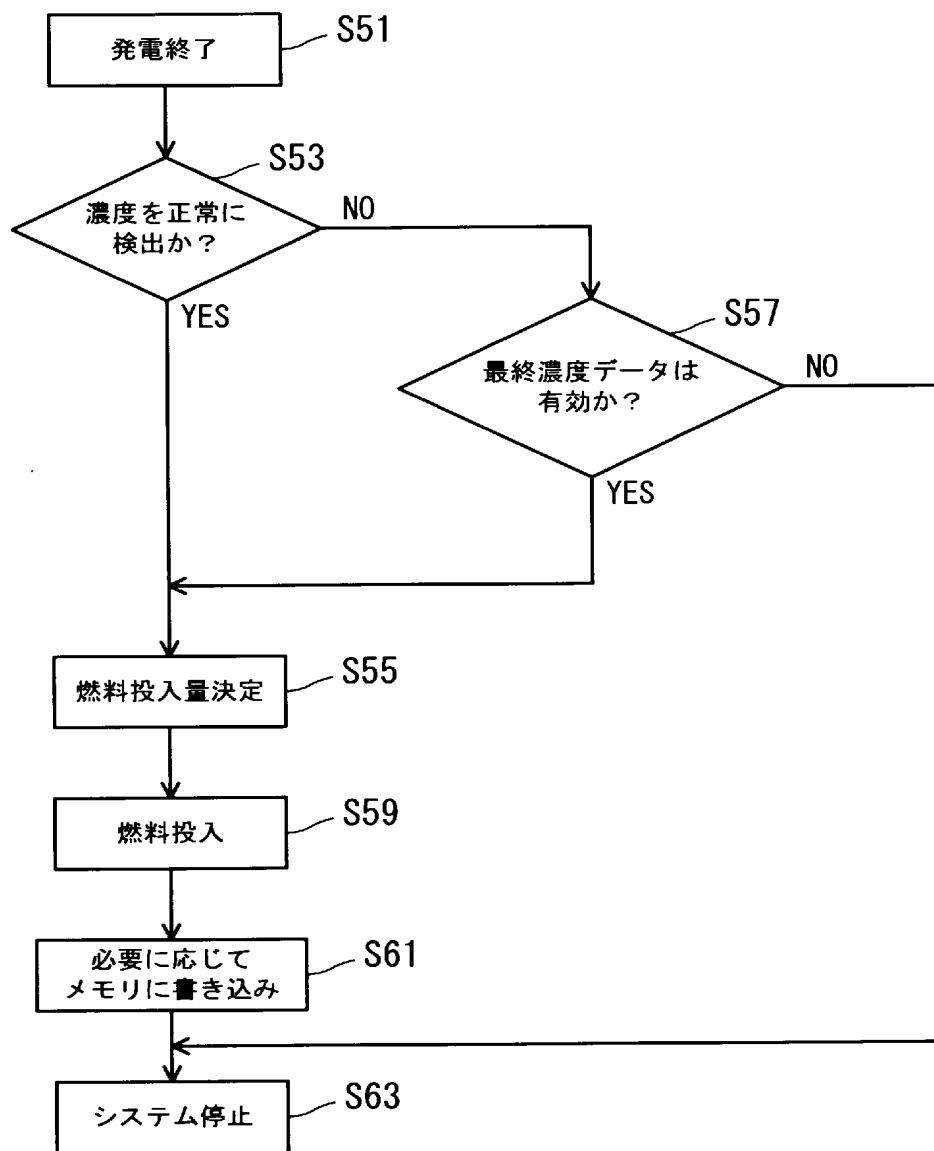 発電終了
S51
S53
濃度を正常に
検出か？
NO
YES
S57
最終濃度データは
有効か？
NO
YES
燃料投入量決定
S55
燃料投入
S59
必要に応じて
メモリに書き込み
S61
システム停止
S63